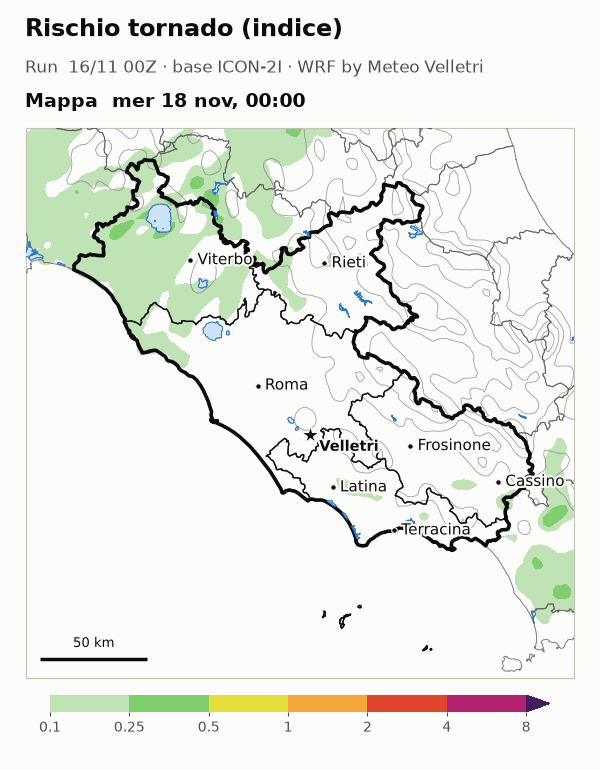 Rischio tornado (indice)
Run  16/11 00Z · base ICON-2I · WRF by Meteo Velletri
Mappa  mer 18 nov, 00:00
Viterbo
Rieti
Roma
Velletri
Frosinone
Latina
Cassino
Terracina
50 km
0.1 0.25 0.5 1 2 4 8